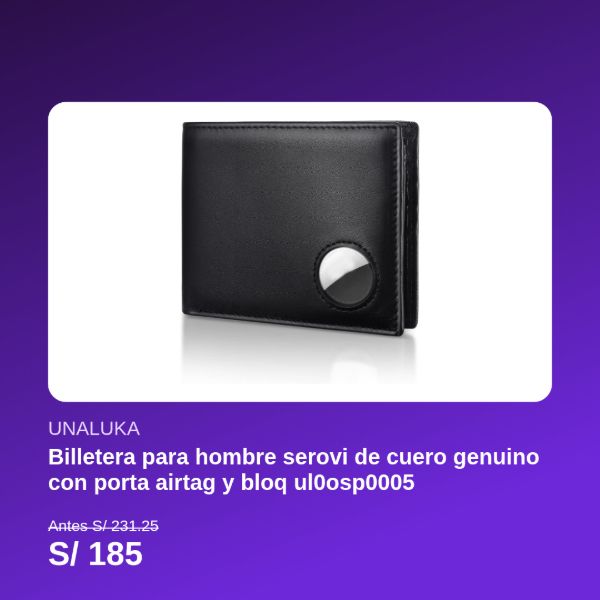 UNALUKA
Billetera para hombre serovi de cuero genuino
con porta airtag y bloq ul0osp0005
Antes S/ 231.25
S/ 185